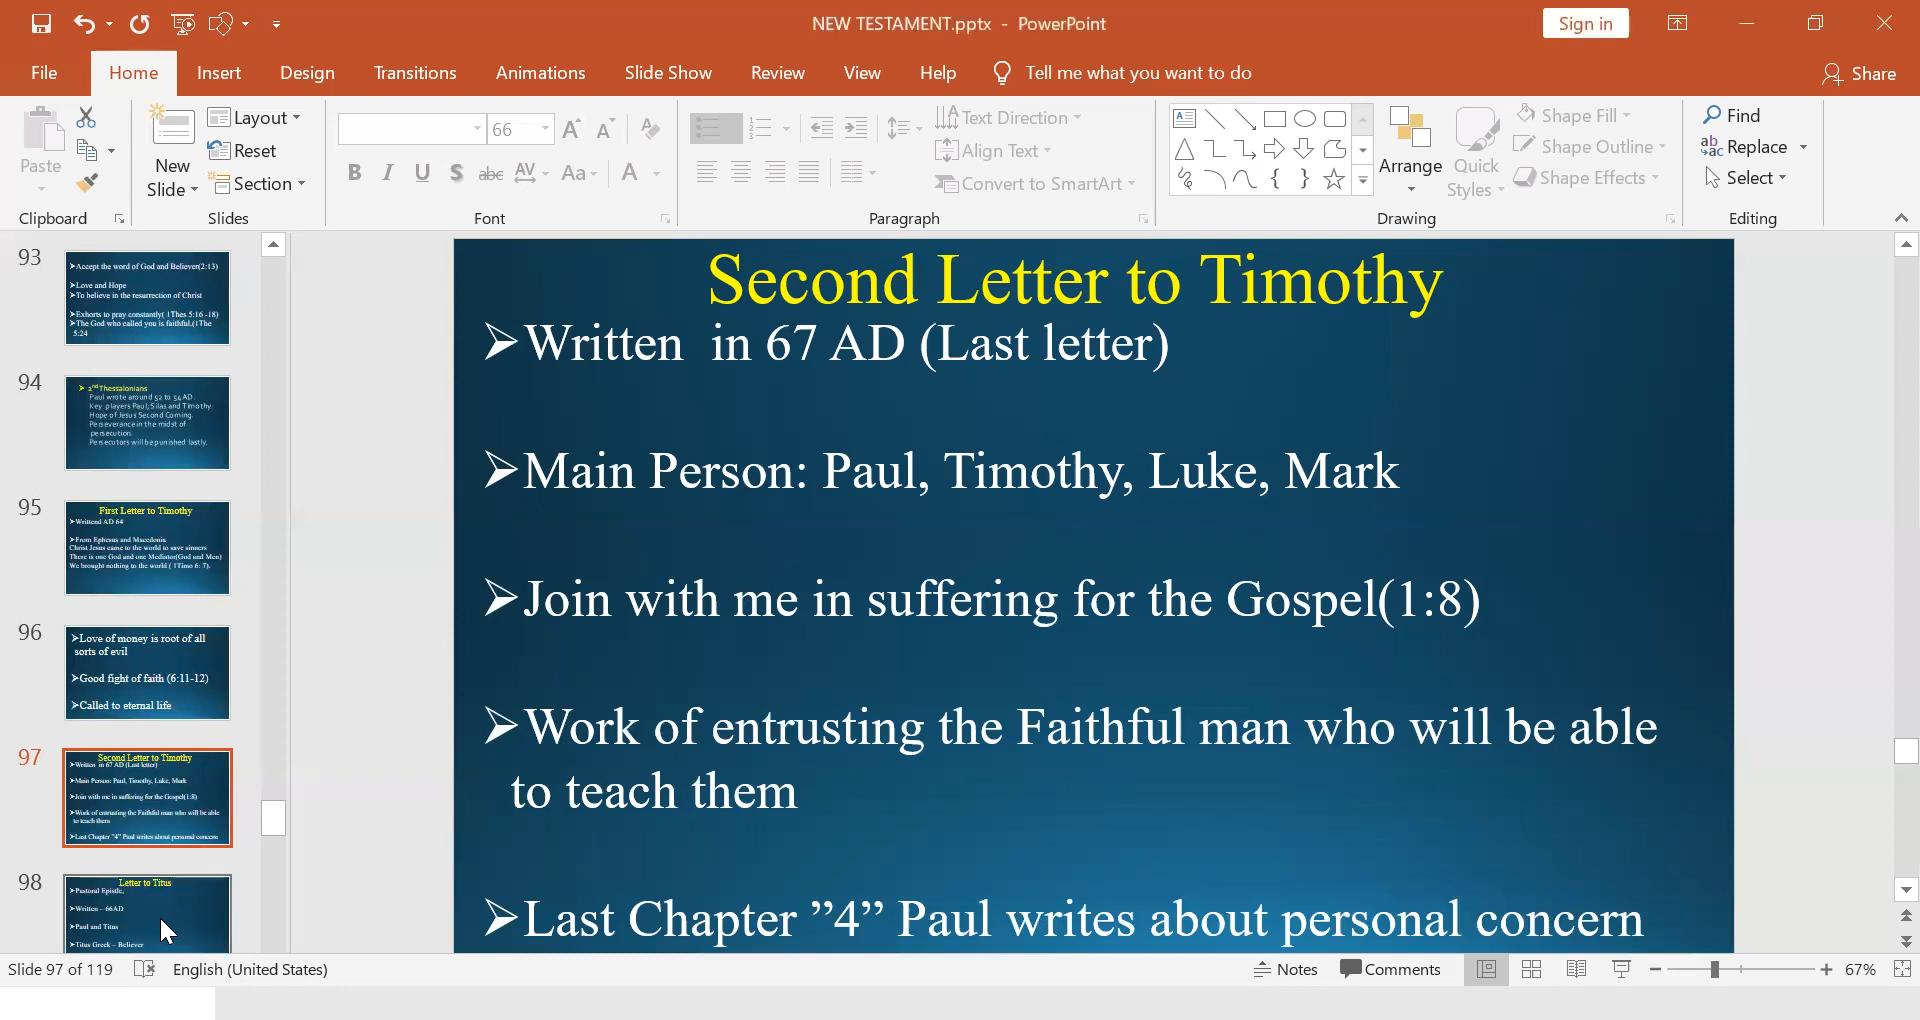 NEW TESTAMENT.pptx - PowerPoint
Sign in
File Home Insert Design Transitions Animations Slide Show Review View Help Tell me what you want to do Share
Paste
New Slide
Layout
Reset
Section
66
B I U S abc AV Aa A
Text Direction
Align Text
Convert to SmartArt
Arrange
Quick Styles
Shape Fill
Shape Outline
Shape Effects
Find
Replace
Select
Clipboard Slides Font Paragraph Drawing Editing
93
➢Accept the word of God and Believer(2:13)
➢Love and Hope
➢To believe in the resurrection of Christ
➢Exhorts to pray constantly( 1Thes 5:16 -18)
➢The God who called you is faithful.(1The
5:24
94
➢ 2nd Thessalonians
Paul wrote around 52 to 54 AD.
Key players Paul, Silas and Timothy
Hope of Jesus Second Coming.
Perseverance in the midst of
persecution.
Persecutors will be punished lastly.
95
First Letter to Timothy
➢Writtend AD 64
➢From Ephesus and Macedonia
Christ Jesus came to the world to save sinners
There is one God and one Mediator(God and Men)
We brought nothing to the world ( 1Timo 6: 7).
96
➢Love of money is root of all
sorts of evil
➢Good fight of faith (6:11-12)
➢Called to eternal life
97
Second Letter to Timothy
➢Written in 67 AD (Last letter)
➢Main Person: Paul, Timothy, Luke, Mark
➢Join with me in suffering for the Gospel(1:8)
➢Work of entrusting the Faithful man who will be able
to teach them
➢Last Chapter ”4” Paul writes about personal concern
98
Letter to Titus
➢Pastoral Epistle,
➢Written – 66AD
➢Paul and Titus
➢Titus Greek – Believer
Second Letter to Timothy
➢Written in 67 AD (Last letter)
➢Main Person: Paul, Timothy, Luke, Mark
➢Join with me in suffering for the Gospel(1:8)
➢Work of entrusting the Faithful man who will be able
to teach them
➢Last Chapter ”4” Paul writes about personal concern
Slide 97 of 119 English (United States) Notes Comments 67%